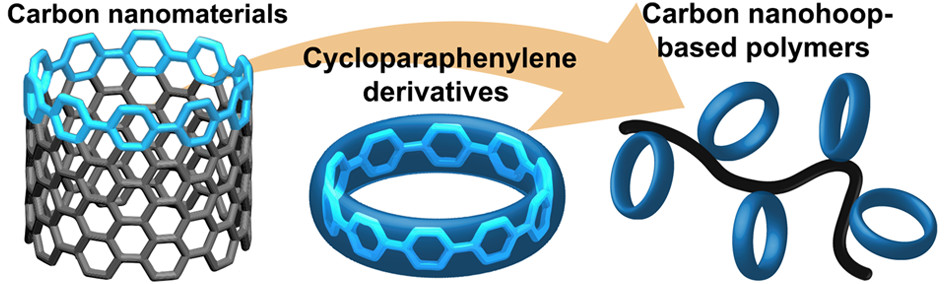 Carbon nanomaterials
Cycloparaphenylene
derivatives
Carbon nanohoop-
based polymers